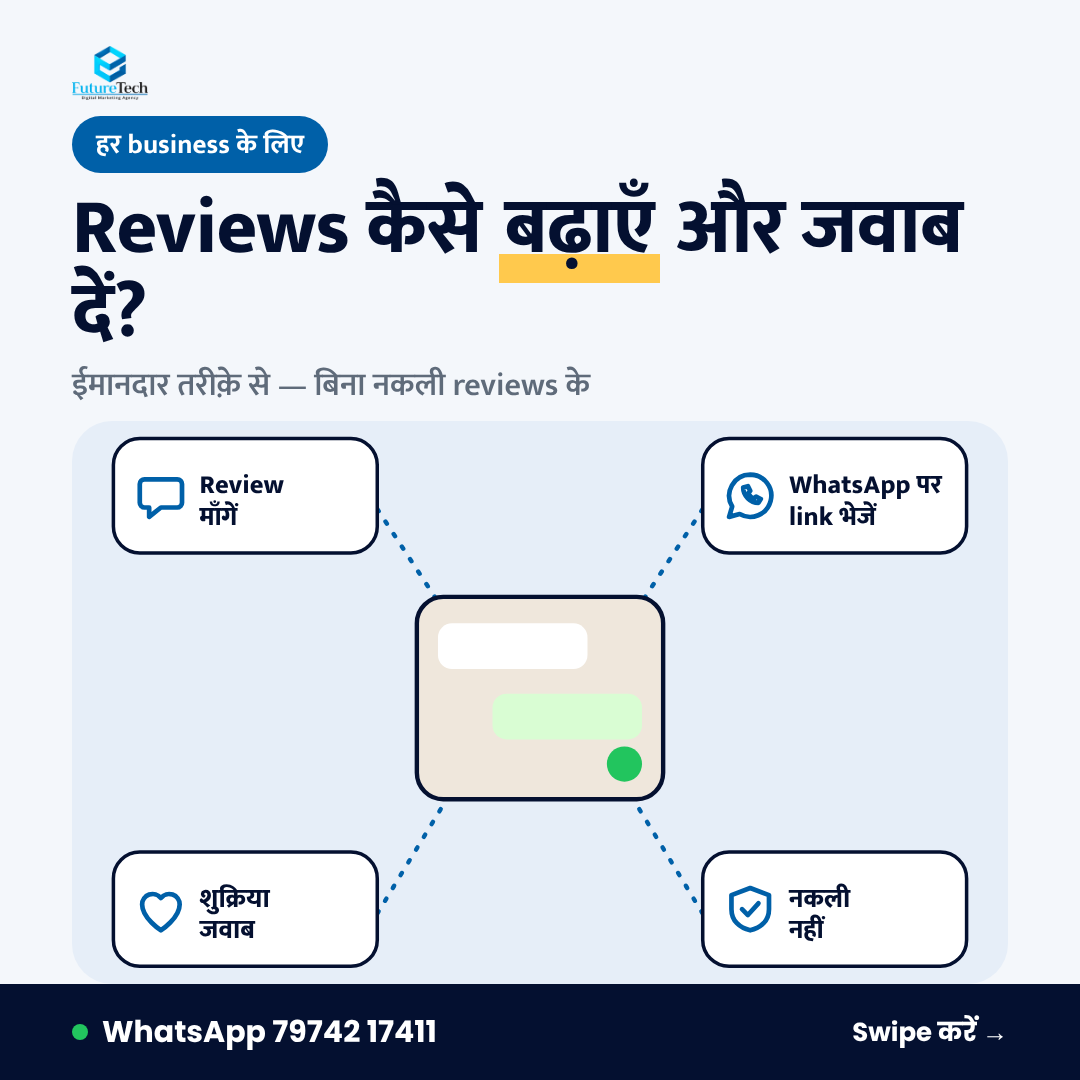 FutureTech
Digital Marketing Agency
हर business के लिए
Reviews कैसे बढ़ाएँ और जवाब
दें?
ईमानदार तरीक़े से — बिना नकली reviews के
Review
माँगें
WhatsApp पर
link भेजें
शुक्रिया
जवाब
नकली
नहीं
WhatsApp 79742 17411
Swipe करें →